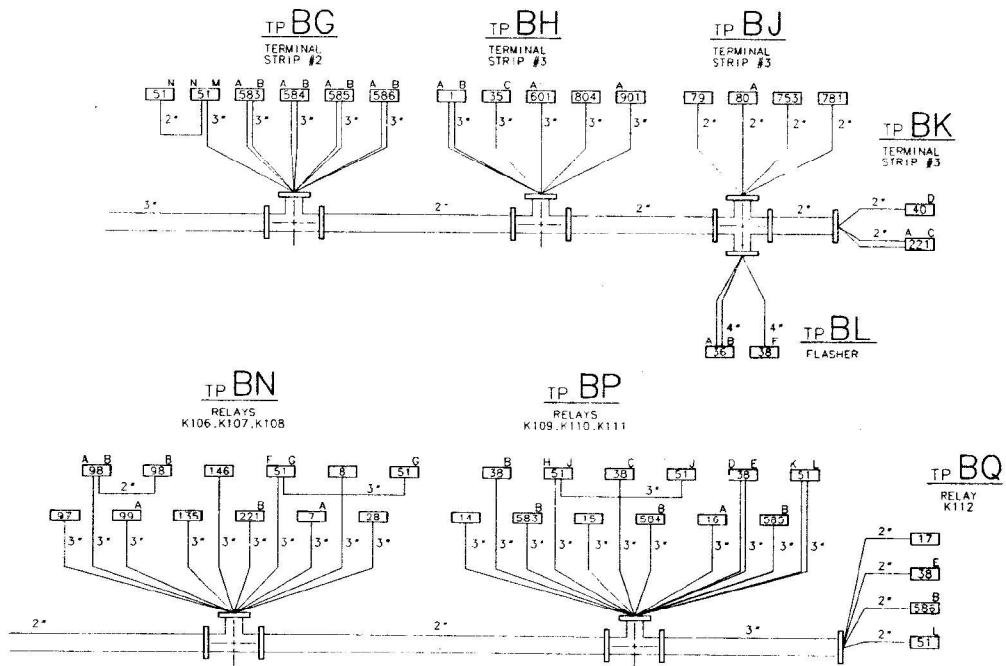 TP BG
TERMINAL
STRIP #2
TP BH
TERMINAL
STRIP #3
TP BJ
TERMINAL
STRIP #3
N N M A B A B A B A B
51 51 583 584 585 586
2" 3" 3" 3" 3" 3"
A B C A A
1 35 601 804 901
3" 3" 3" 3" 3"
A
79 80 753 781
2" 2" 2" 2"
TP BK
TERMINAL
STRIP #3
3" 2" 2" 2"
2" D
40
2" A C
221
4" 4"
A B F
36 38
TP BL
FLASHER
TP BN
RELAYS
K106,K107,K108
TP BP
RELAYS
K109,K110,K111
A B B F G G
98 98 146 51 8 51
2" 3"
A B A
97 99 135 221 7 28
3" 3" 3" 3" 3" 3" 3" 3" 3" 3"
B H J C J D E K L
38 51 38 51 38 51
3"
B B A B
14 583 15 584 16 585
3" 3" 3" 3" 3" 3" 3" 3" 3" 3" 3"
TP BQ
RELAY
K112
2" 17
2" E
38
2" B
586
2" L
51
2" 2" 3"